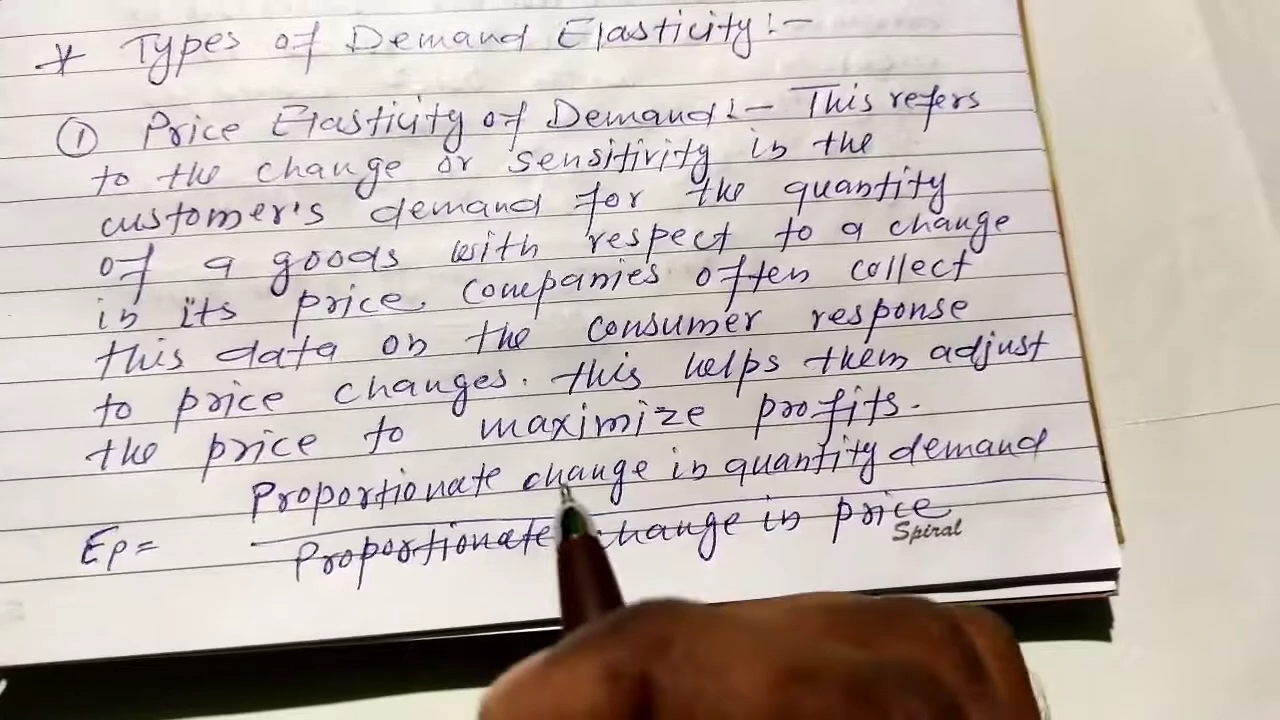 * Types of Demand Elasticity:-
① Price Elasticity of Demand:- This refers
to the change or sensitivity in the
customer's demand for the quantity
of a goods with respect to a change
in its price. Companies often collect
this data on the consumer response
to price changes. this helps them adjust
the price to maximize profits.
Proportionate change in quantity demand
Ep=
Proportionate change in price
Spiral